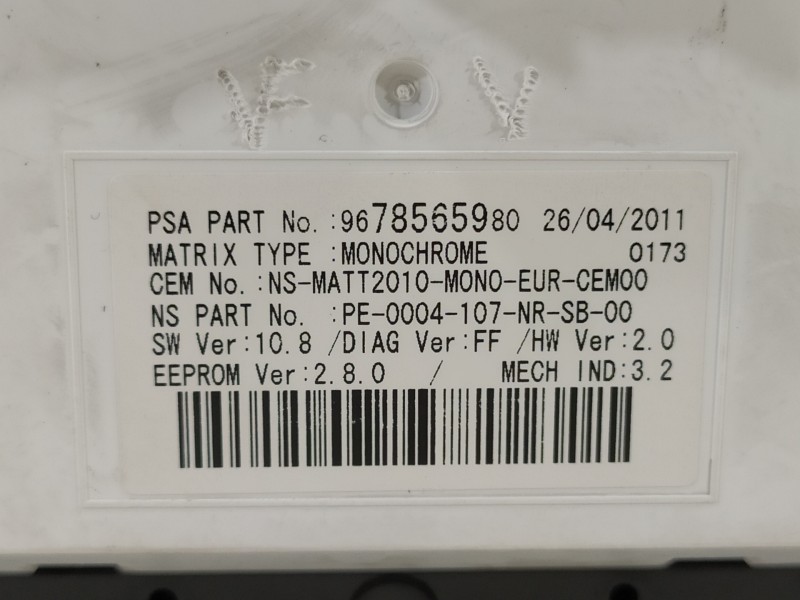 VF V
PSA PART No.:9678565980 26/04/2011
MATRIX TYPE :MONOCHROME 0173
CEM No.:NS-MATT2010-MONO-EUR-CEM00
NS PART No. :PE-0004-107-NR-SB-00
SW Ver:10.8 /DIAG Ver:FF /HW Ver:2.0
EEPROM Ver:2.8.0 / MECH IND:3.2